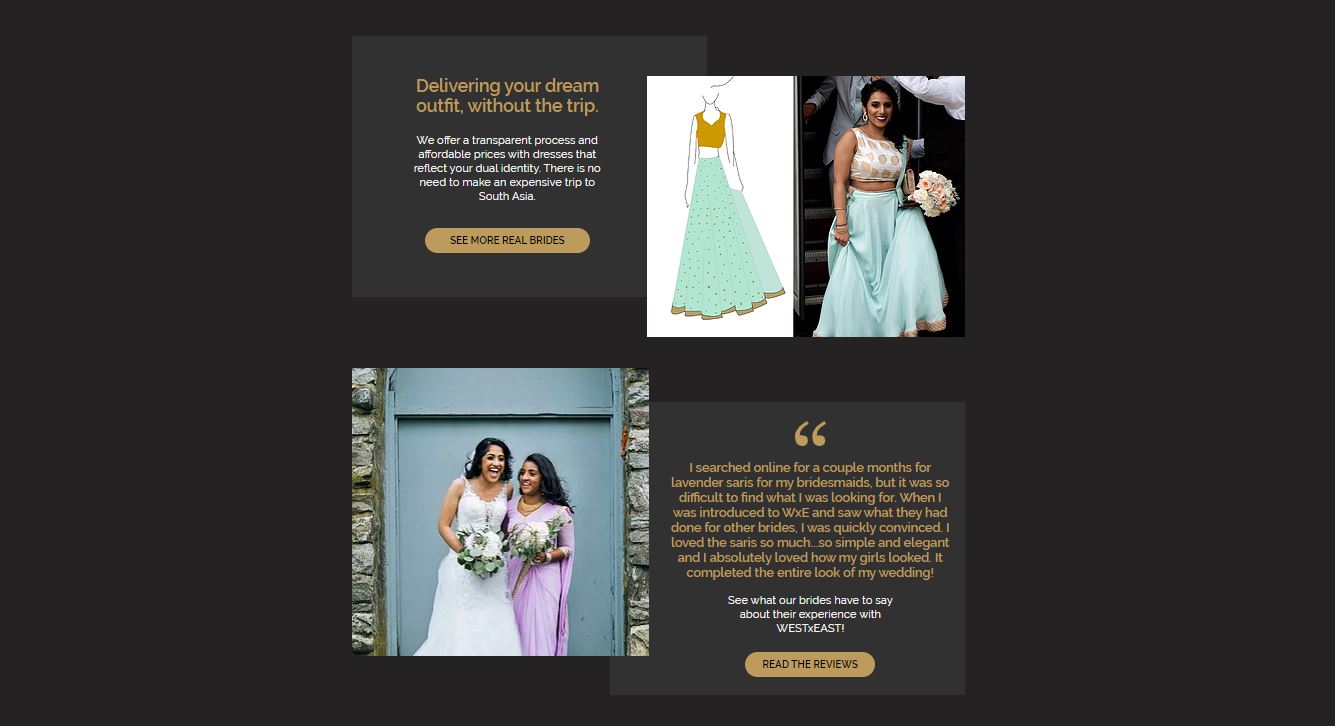 Delivering your dream
outfit, without the trip.
We offer a transparent process and
affordable prices with dresses that
reflect your dual identity. There is no
need to make an expensive trip to
South Asia.
SEE MORE REAL BRIDES
“
I searched online for a couple months for
lavender saris for my bridesmaids, but it was so
difficult to find what I was looking for. When I
was introduced to WxE and saw what they had
done for other brides, I was quickly convinced. I
loved the saris so much...so simple and elegant
and I absolutely loved how my girls looked. It
completed the entire look of my wedding!
See what our brides have to say
about their experience with
WESTxEAST!
READ THE REVIEWS